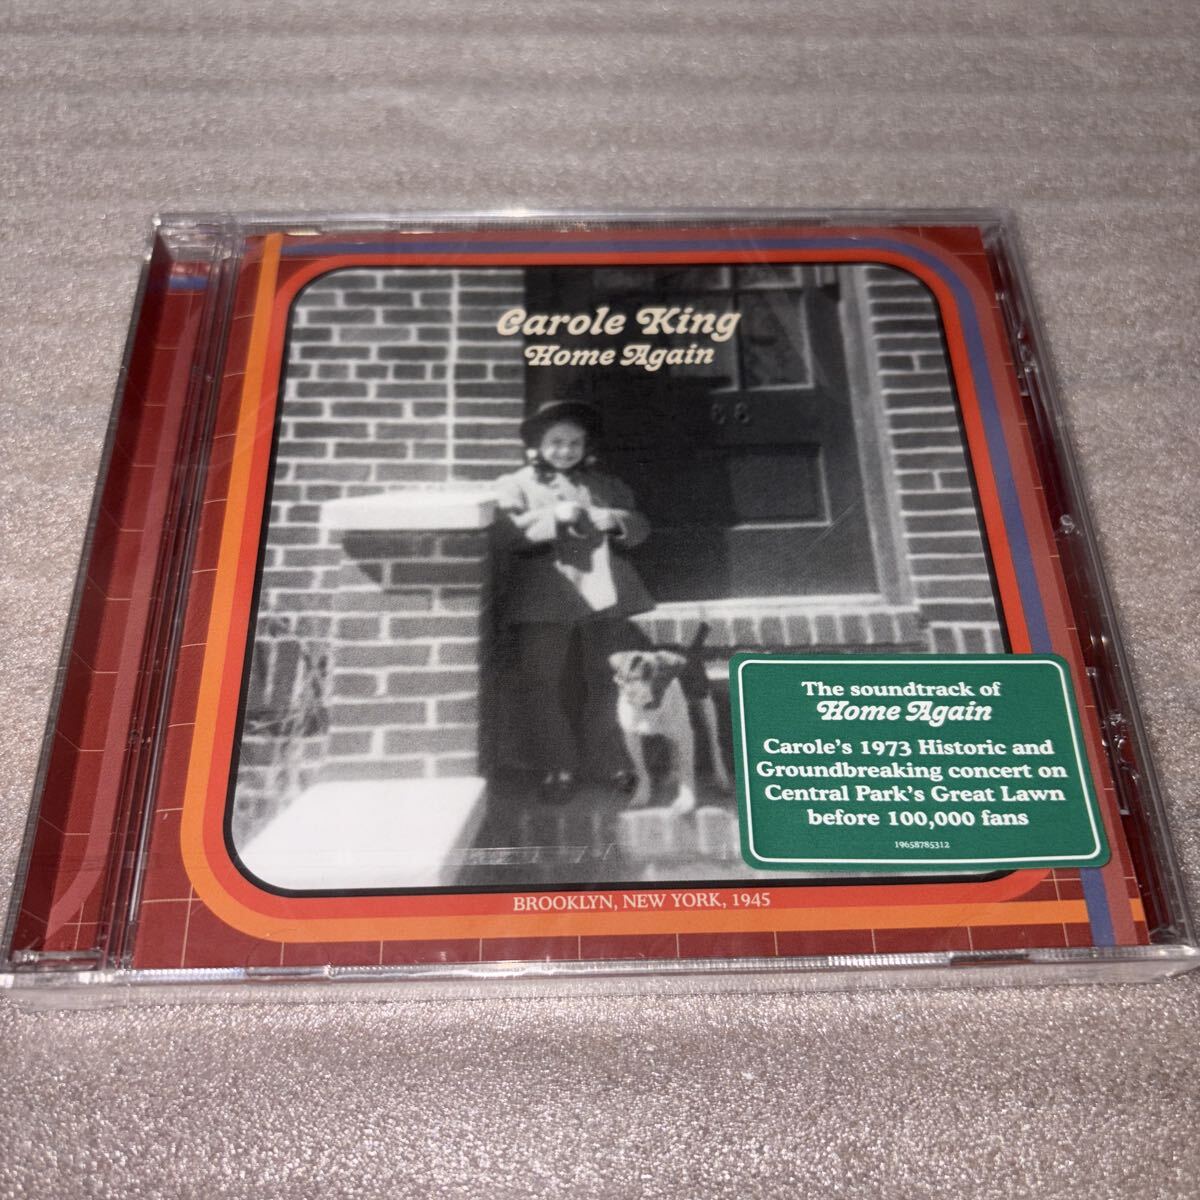 Carole King
Home Again
88
The soundtrack of
Home Again
Carole's 1973 Historic and
Groundbreaking concert on
Central Park's Great Lawn
before 100,000 fans
19658785312
BROOKLYN, NEW YORK, 1945